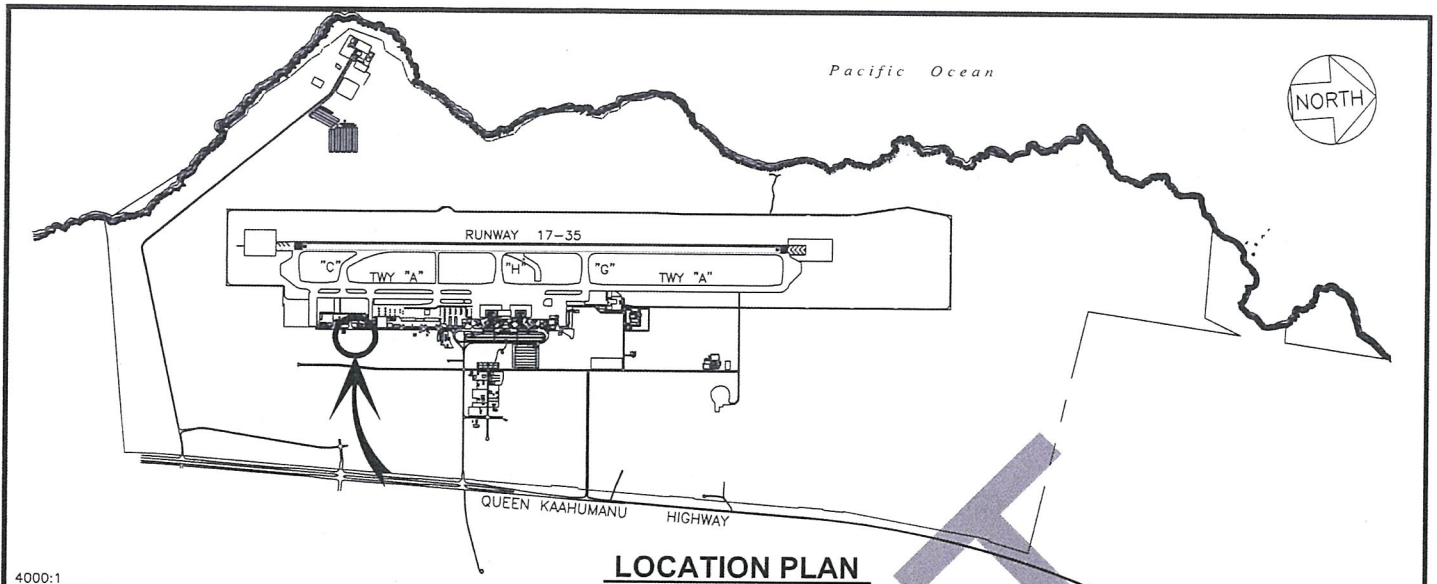 Pacific Ocean
NORTH
RUNWAY 17-35
"C"
TWY "A"
"H"
"G"
TWY "A"
QUEEN KAAHUMANU HIGHWAY
LOCATION PLAN
4000:1